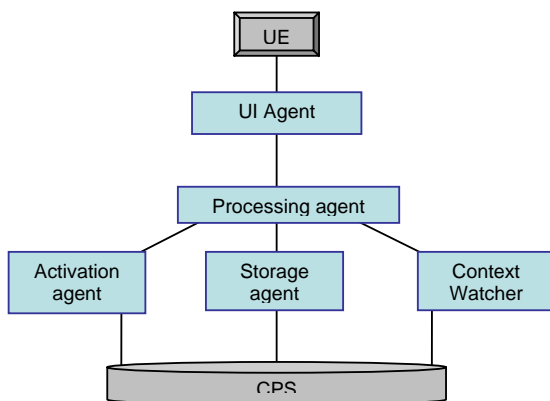 UE
UI Agent
Processing agent
Activation
agent
Storage
agent
Context
Watcher
CPS